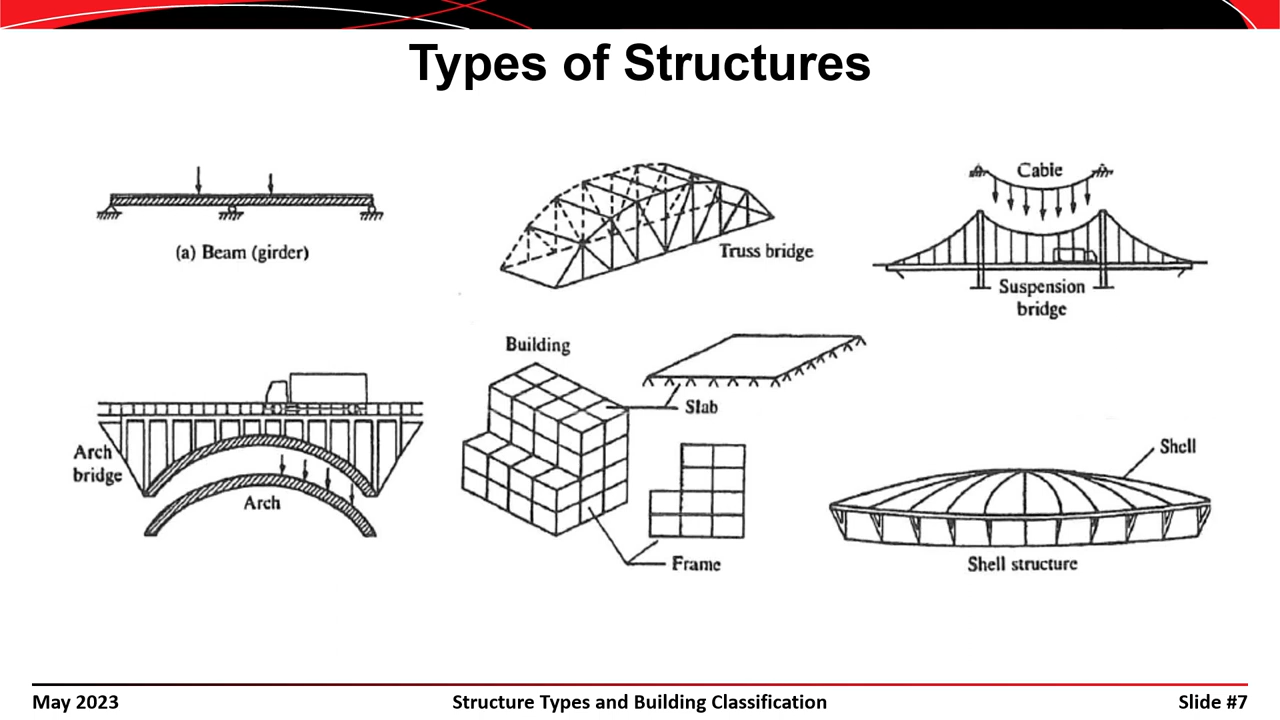 Types of Structures
(a) Beam (girder)
Truss bridge
Cable
Suspension
bridge
Arch
bridge
Arch
Building
Slab
Frame
Shell
Shell structure
May 2023
Structure Types and Building Classification
Slide #7